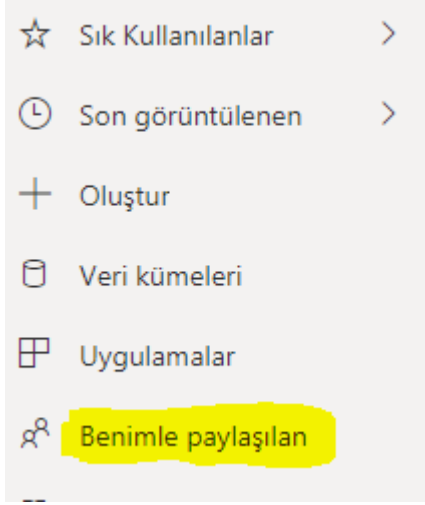 Sık Kullanılanlar
Son görüntülenen
Oluştur
Veri kümeleri
Uygulamalar
Benimle paylaşılan